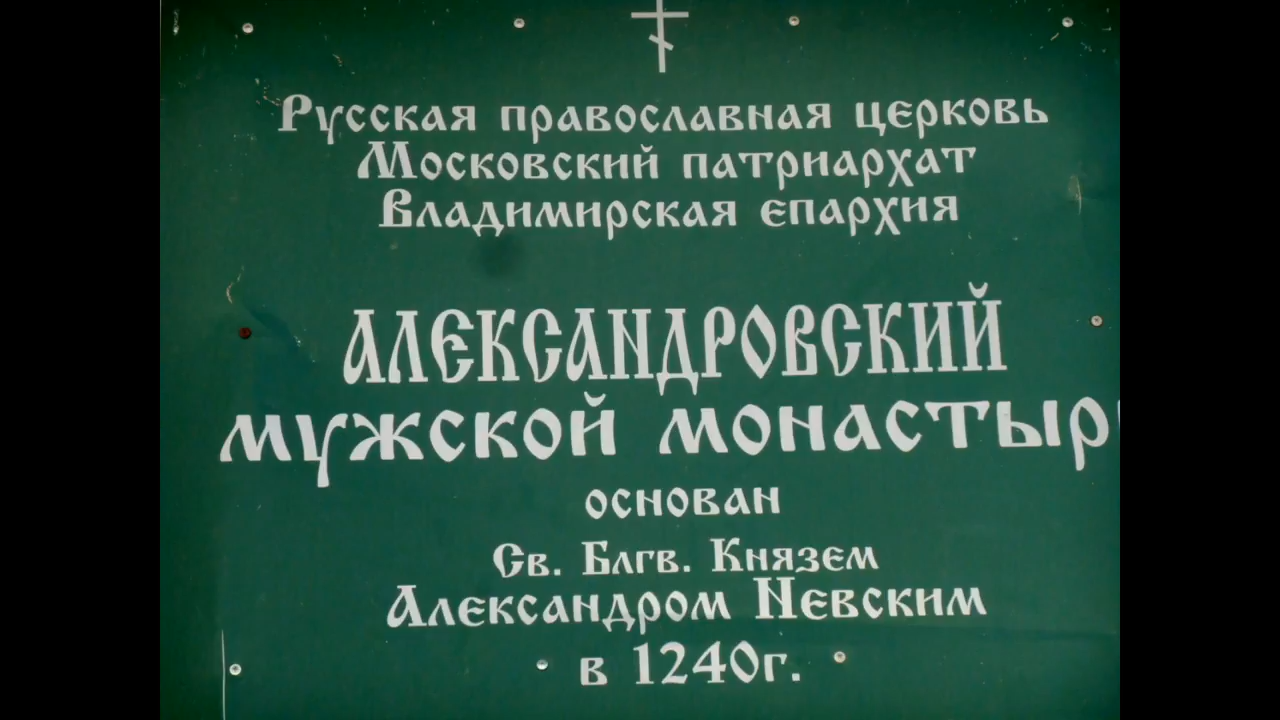 Русская православная церковь
Московский патриархат
Владимирская епархия
АЛЕКСАНДРОВСКИЙ
мужской монастыр
основан
Св. Блгв. Князем
Александром Невским
в 1240г.